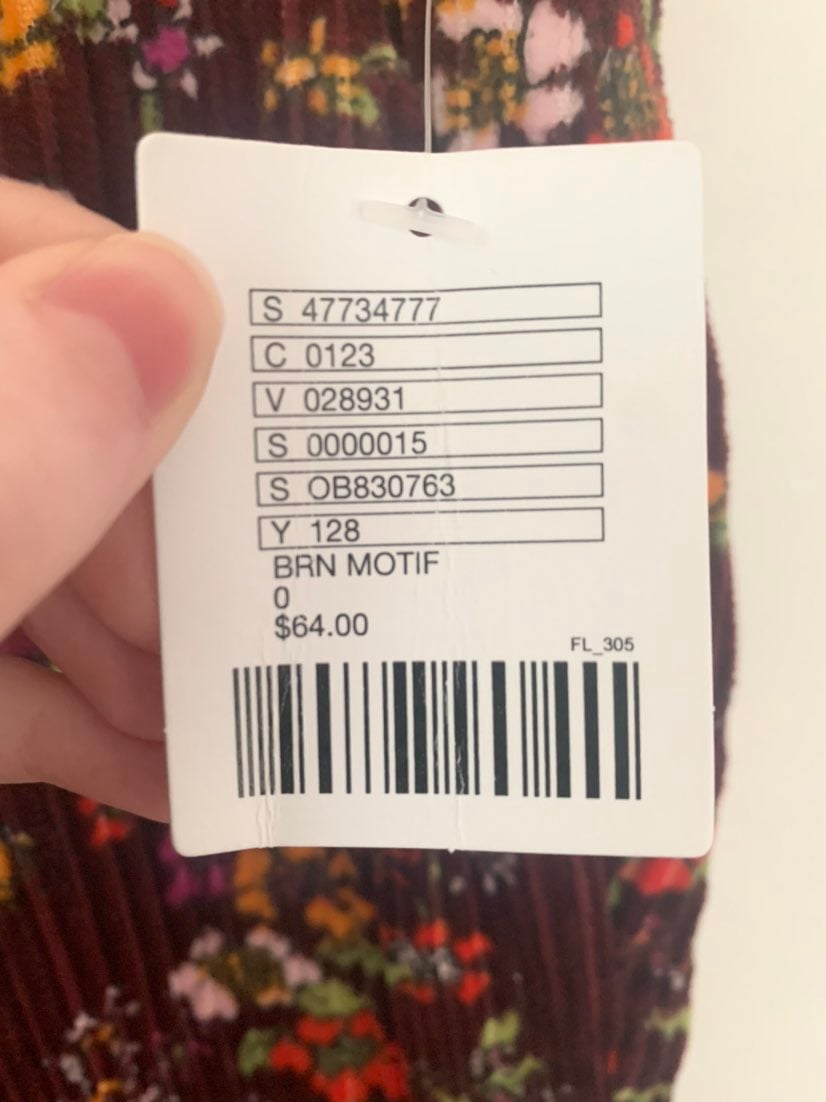 S 47734777
C 0123
V 028931
S 0000015
S OB830763
Y 128
BRN MOTIF
0
$64.00
FL_305